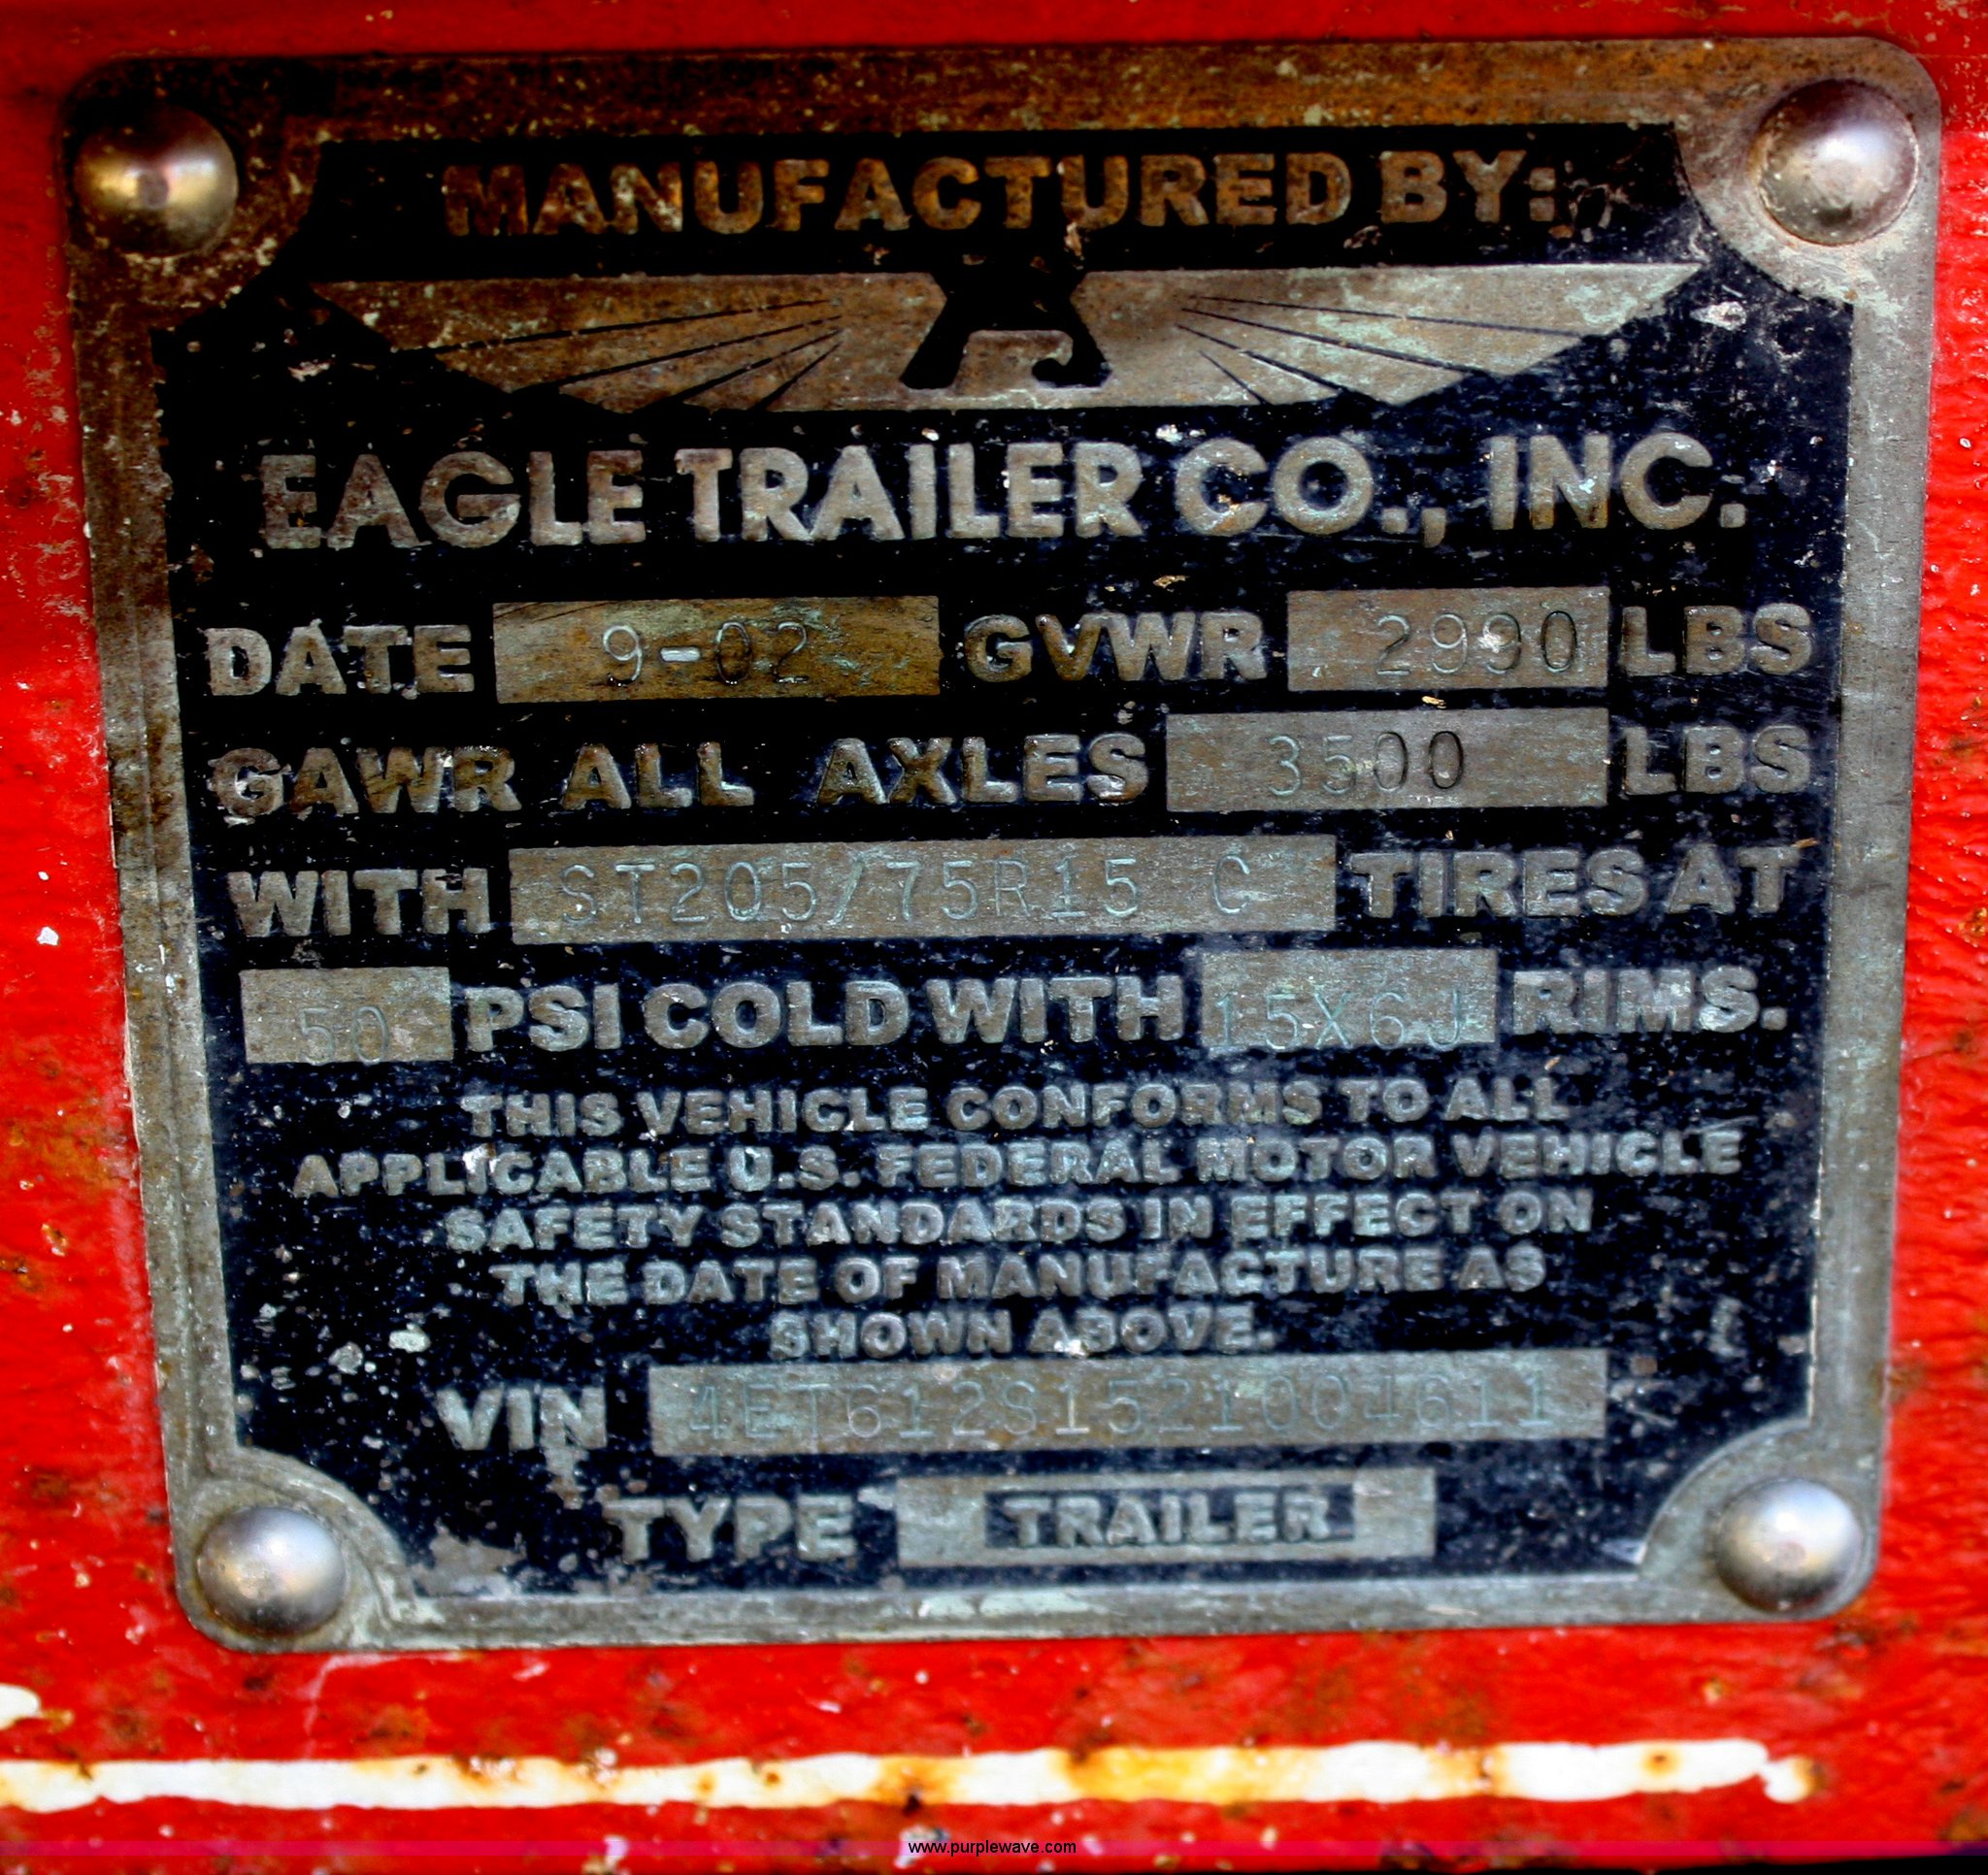 MANUFACTURED BY:
EAGLE TRAILER CO., INC.
DATE 9-02 GVWR 2990 LBS
GAWR ALL AXLES 3500 LBS
WITH ST205/75R15 C TIRES AT
50 PSI COLD WITH 15X6J RIMS.
THIS VEHICLE CONFORMS TO ALL
APPLICABLE U.S. FEDERAL MOTOR VEHICLE
SAFETY STANDARDS IN EFFECT ON
THE DATE OF MANUFACTURE AS
SHOWN ABOVE.
VIN 4ET612S1521004611
TYPE TRAILER
www.purplewave.com